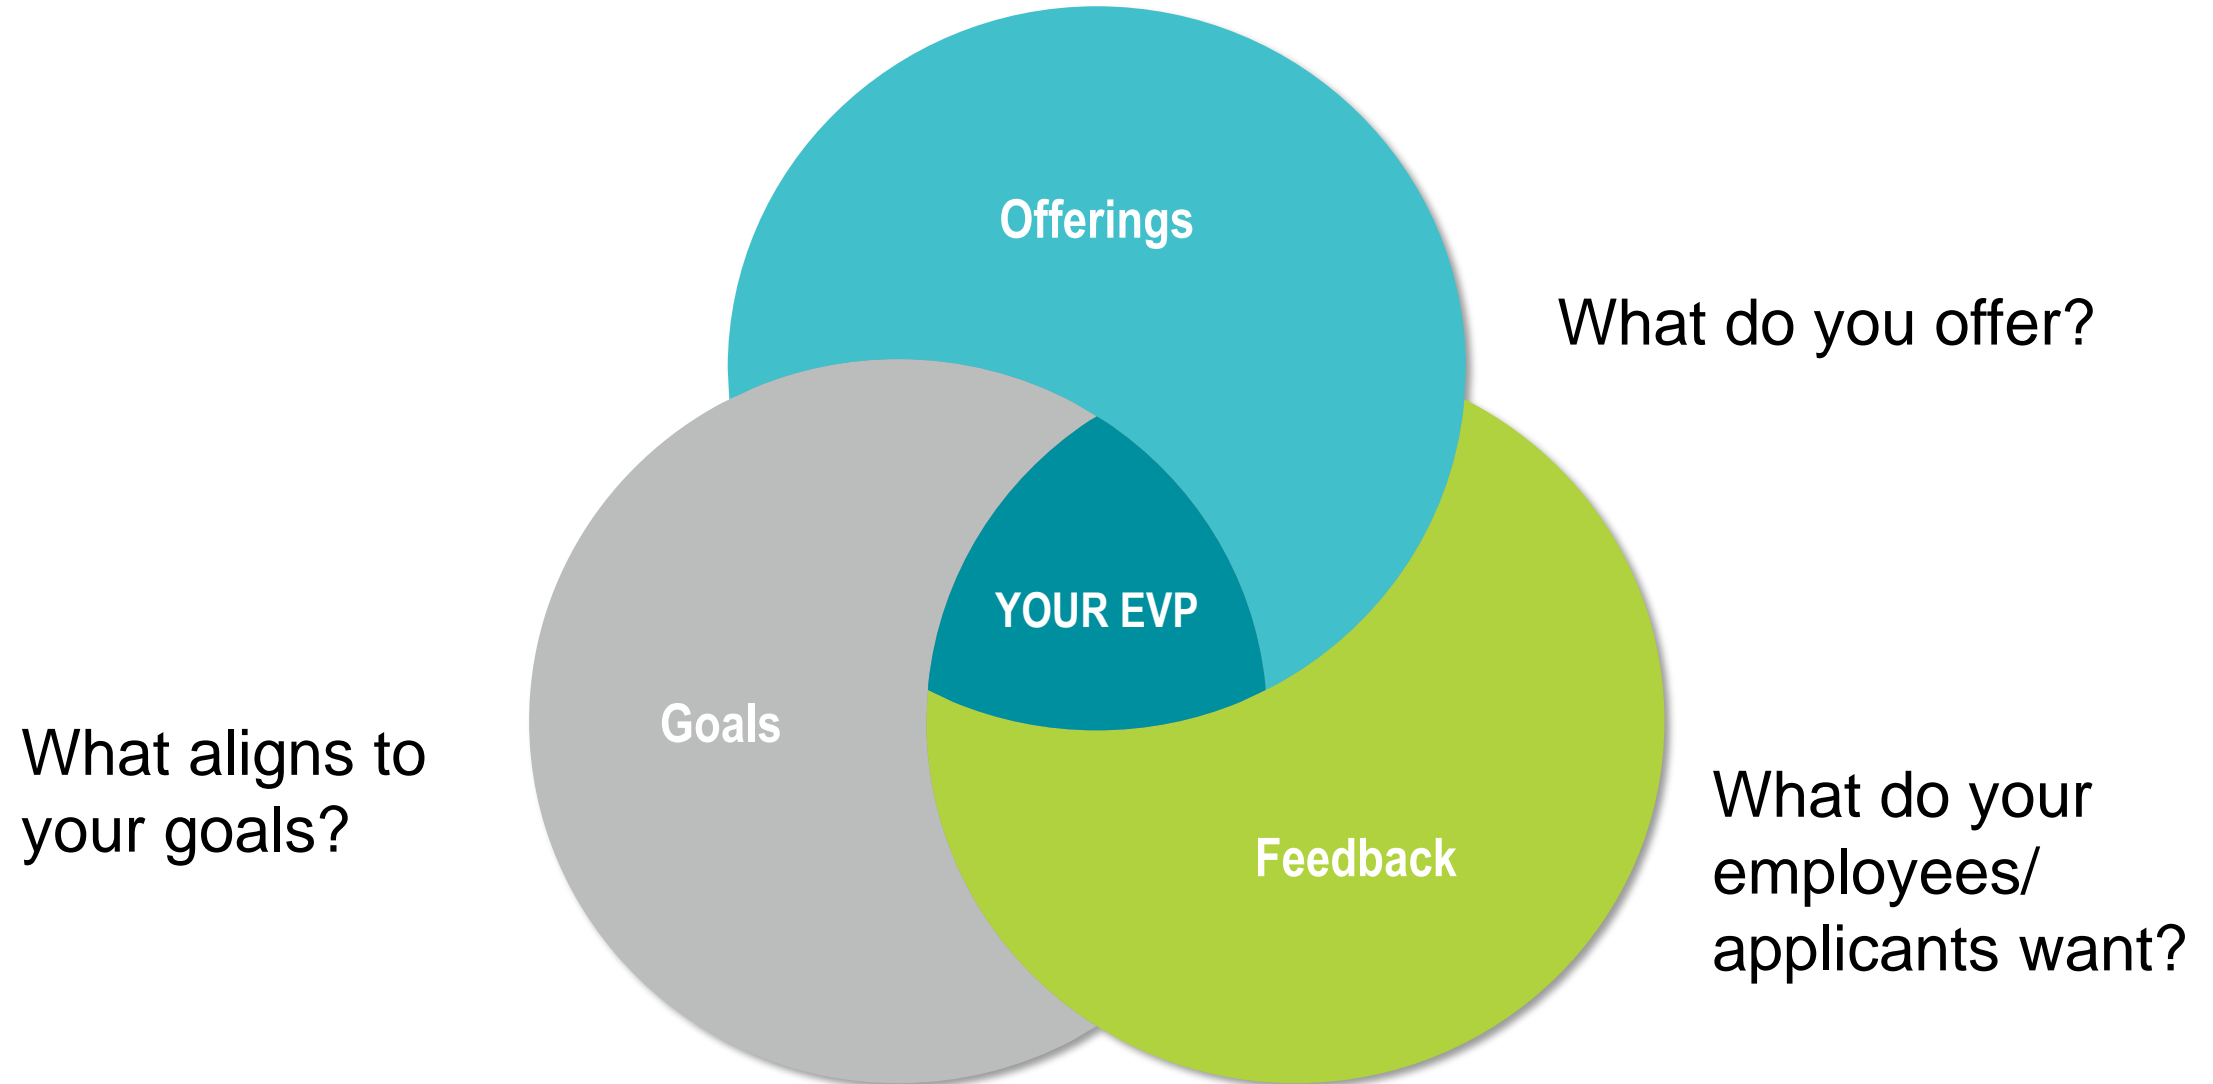 Offerings
What do you offer?
YOUR EVP
Goals
What aligns to
your goals?
Feedback
What do your
employees/
applicants want?